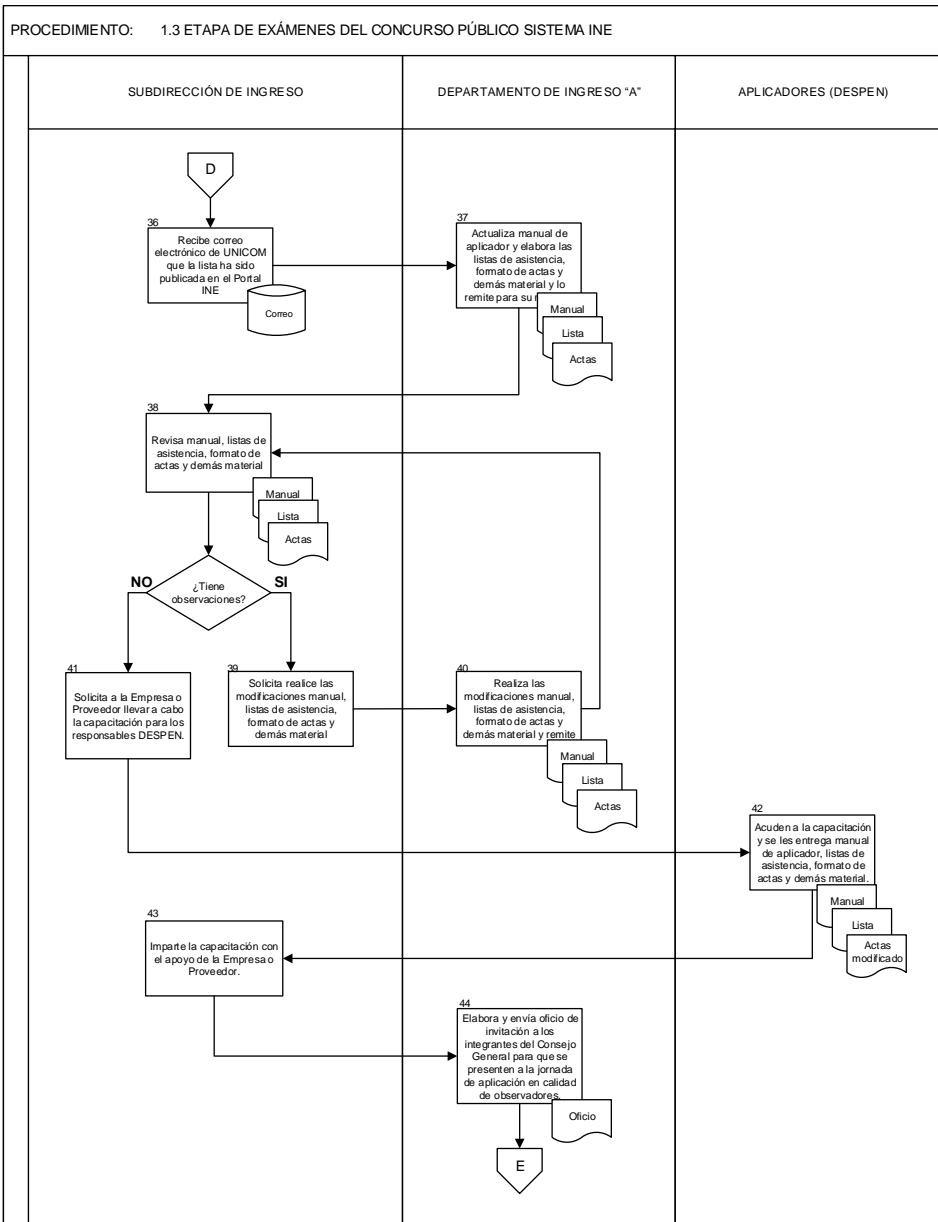 PROCEDIMIENTO: 1.3 ETAPA DE EXÁMENES DEL CONCURSO PÚBLICO SISTEMA INE
SUBDIRECCIÓN DE INGRESO
DEPARTAMENTO DE INGRESO “A”
APLICADORES (DESPEN)
D
36
Recibe correo
electrónico de UNICOM
que la lista ha sido
publicada en el Portal
INE
Correo
37
Actualiza manual de
aplicador y elabora las
listas de asistencia,
formato de actas y
demás material y lo
remite para su
Manual
Lista
Actas
38
Revisa manual, listas de
asistencia, formato de
actas y demás material
Manual
Lista
Actas
¿Tiene
observaciones?
NO
SI
41
Solicita a la Empresa o
Proveedor llevar a cabo
la capacitación para los
responsables DESPEN.
39
Solicita realice las
modificaciones manual,
listas de asistencia,
formato de actas y
demás material
40
Realiza las
modificaciones manual,
listas de asistencia,
formato de actas y
demás material y remite
Manual
Lista
Actas
42
Acuden a la capacitación
y se les entrega manual
de aplicador, listas de
asistencia, formato de
actas y demás material.
Manual
Lista
Actas
modificado
43
Imparte la capacitación con
el apoyo de la Empresa o
Proveedor.
44
Elabora y envía oficio de
invitación a los
integrantes del Consejo
General para que se
presenten a la jornada
de aplicación en calidad
de observadores.
Oficio
E